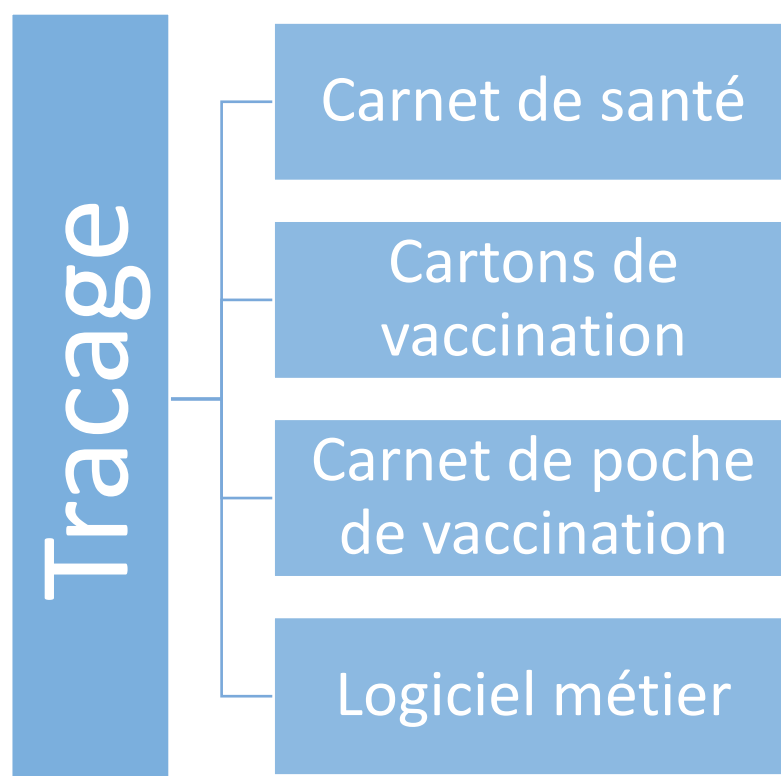 Tracage
Carnet de santé
Cartons de
vaccination
Carnet de poche
de vaccination
Logiciel métier